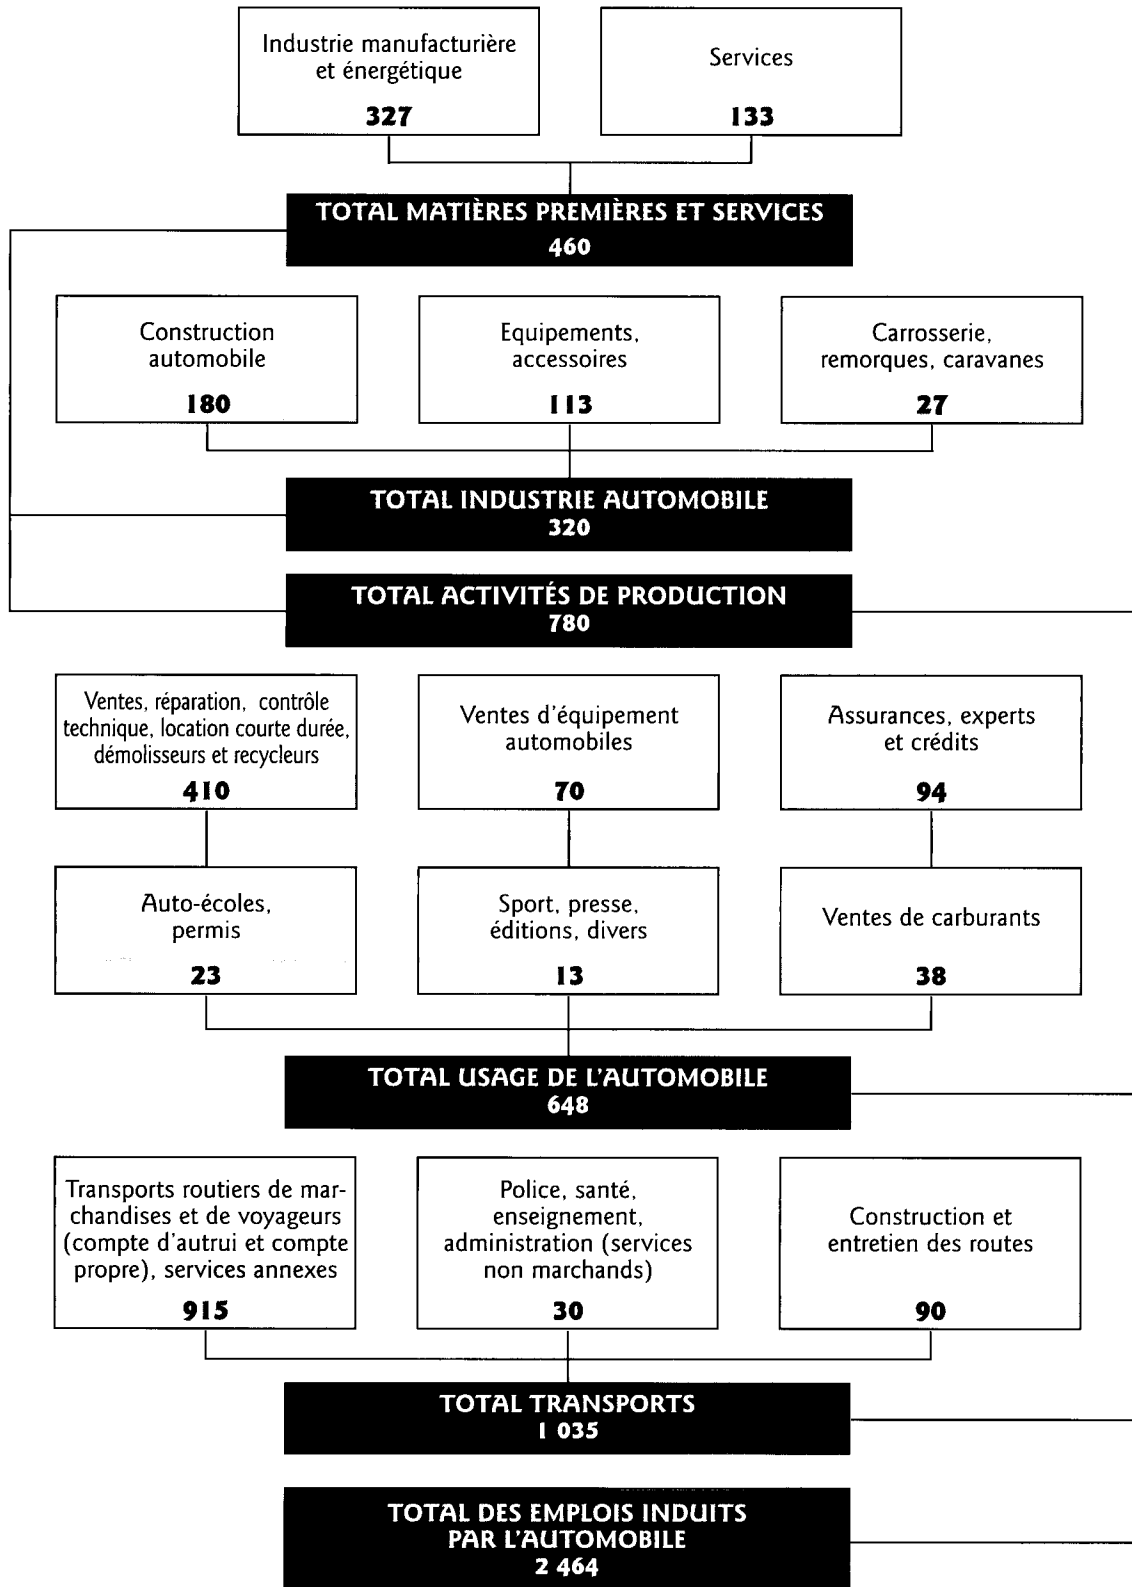 Industrie manufacturière
et énergétique
327
Services
133
TOTAL MATIÈRES PREMIÈRES ET SERVICES
460
Construction
automobile
180
Equipements,
accessoires
113
Carrosserie,
remorques, caravanes
27
TOTAL INDUSTRIE AUTOMOBILE
320
TOTAL ACTIVITÉS DE PRODUCTION
780
Ventes, réparation, contrôle
technique, location courte durée,
démolisseurs et recycleurs
410
Ventes d'équipement
automobiles
70
Assurances, experts
et crédits
94
Auto-écoles,
permis
23
Sport, presse,
éditions, divers
13
Ventes de carburants
38
TOTAL USAGE DE L'AUTOMOBILE
648
Transports routiers de mar-
chandises et de voyageurs
(compte d'autrui et compte
propre), services annexes
915
Police, santé,
enseignement,
administration (services
non marchands)
30
Construction et
entretien des routes
90
TOTAL TRANSPORTS
1 035
TOTAL DES EMPLOIS INDUITS
PAR L'AUTOMOBILE
2 464